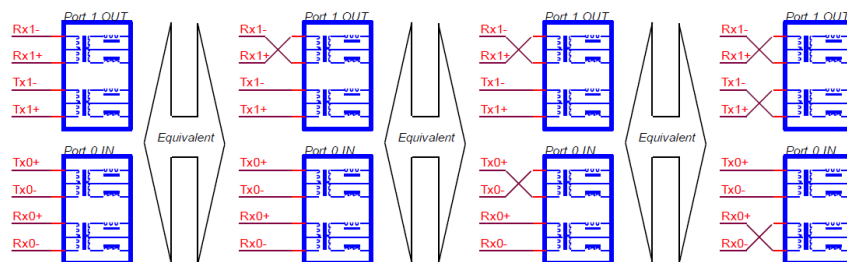 Port 1 OUT Port 1 OUT Port 1 OUT Port 1 OUT
Rx1- Rx1- Rx1- Rx1-
Rx1+ Rx1+ Rx1+ Rx1+
Tx1- Tx1- Tx1- Tx1-
Tx1+ Tx1+ Tx1+ Tx1+
Equivalent Equivalent Equivalent
Port 0 IN Port 0 IN Port 0 IN Port 0 IN
Tx0+ Tx0+ Tx0+ Tx0+
Tx0- Tx0- Tx0- Tx0-
Rx0+ Rx0+ Rx0+ Rx0+
Rx0- Rx0- Rx0- Rx0-